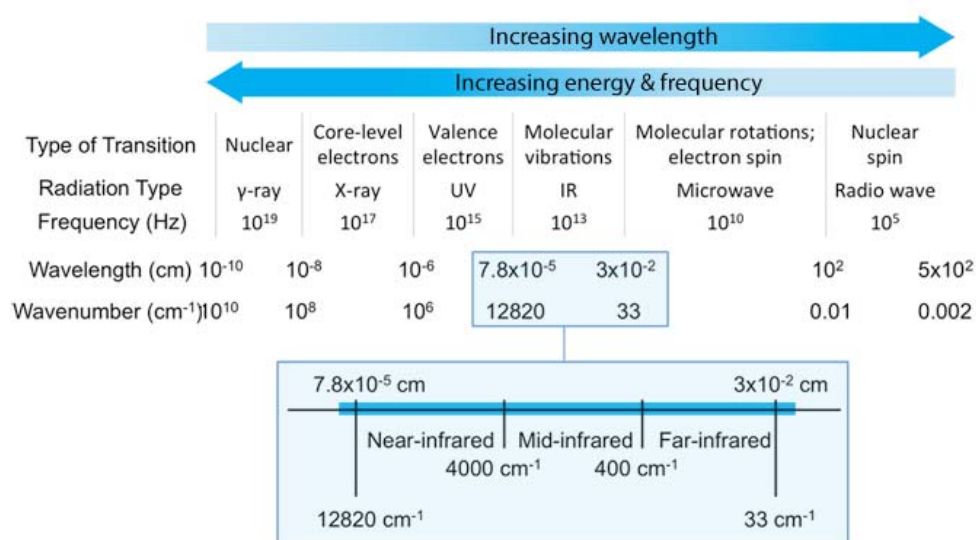 Increasing wavelength
Increasing energy & frequency
Type of Transition Nuclear Core-level electrons Valence electrons Molecular vibrations Molecular rotations; electron spin Nuclear spin
Radiation Type γ-ray X-ray UV IR Microwave Radio wave
Frequency (Hz) 10¹⁹ 10¹⁷ 10¹⁵ 10¹³ 10¹⁰ 10⁵
Wavelength (cm) 10⁻¹⁰ 10⁻⁸ 10⁻⁶ 7.8x10⁻⁵ 3x10⁻² 10² 5x10²
Wavenumber (cm⁻¹) 10¹⁰ 10⁸ 10⁶ 12820 33 0.01 0.002
7.8x10⁻⁵ cm 3x10⁻² cm
Near-infrared Mid-infrared Far-infrared
4000 cm⁻¹ 400 cm⁻¹
12820 cm⁻¹ 33 cm⁻¹